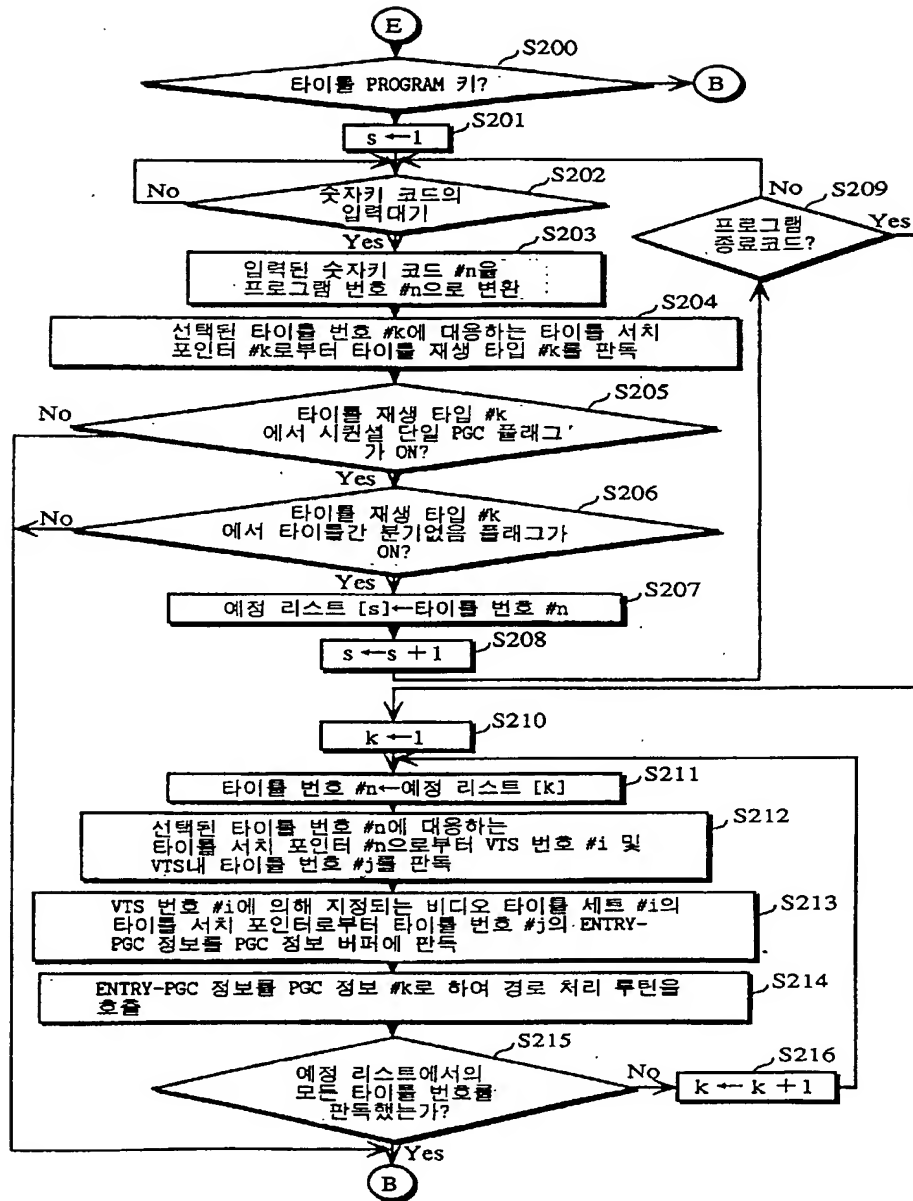 E
S200
타이틀 PROGRAM 키?
B
S201
s ← 1
No
S202
숫자키 코드의
입력대기
Yes
No
S209
프로그램
종료코드?
Yes
S203
입력된 숫자키 코드 #n을
프로그램 번호 #n으로 변환
S204
선택된 타이틀 번호 #k에 대응하는 타이틀 서치
포인터 #k로부터 타이틀 재생 타입 #k를 판독
No
S205
타이틀 재생 타입 #k
에서 시퀀셜 단일 PGC 플래그
가 ON?
Yes
No
S206
타이틀 재생 타입 #k
에서 타이틀간 분기없음 플래그가
ON?
Yes
S207
예정 리스트 [s]←타이틀 번호 #n
S208
s ← s + 1
S210
k ← 1
S211
타이틀 번호 #n←예정 리스트 [k]
S212
선택된 타이틀 번호 #n에 대응하는
타이틀 서치 포인터 #n으로부터 VTS 번호 #i 및
VTS내 타이틀 번호 #j를 판독
S213
VTS 번호 #i에 의해 지정되는 비디오 타이틀 세트 #i의
타이틀 서치 포인터로부터 타이틀 번호 #j의 ENTRY-
PGC 정보를 PGC 정보 버퍼에 판독
S214
ENTRY-PGC 정보를 PGC 정보 #k로 하여 경로 처리 루틴을
호출
S215
예정 리스트에서의
모든 타이틀 번호를
판독했는가?
No
S216
k ← k + 1
Yes
B